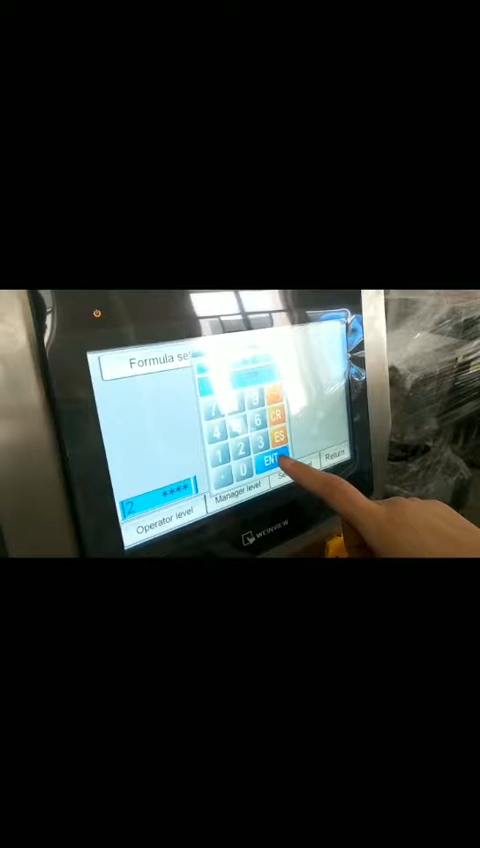 Formula se
7 9
4 6 CR
1 2 3 ES
. 0 ENT
2 ****
Operator level
Manager level
Return
WEINVIEW